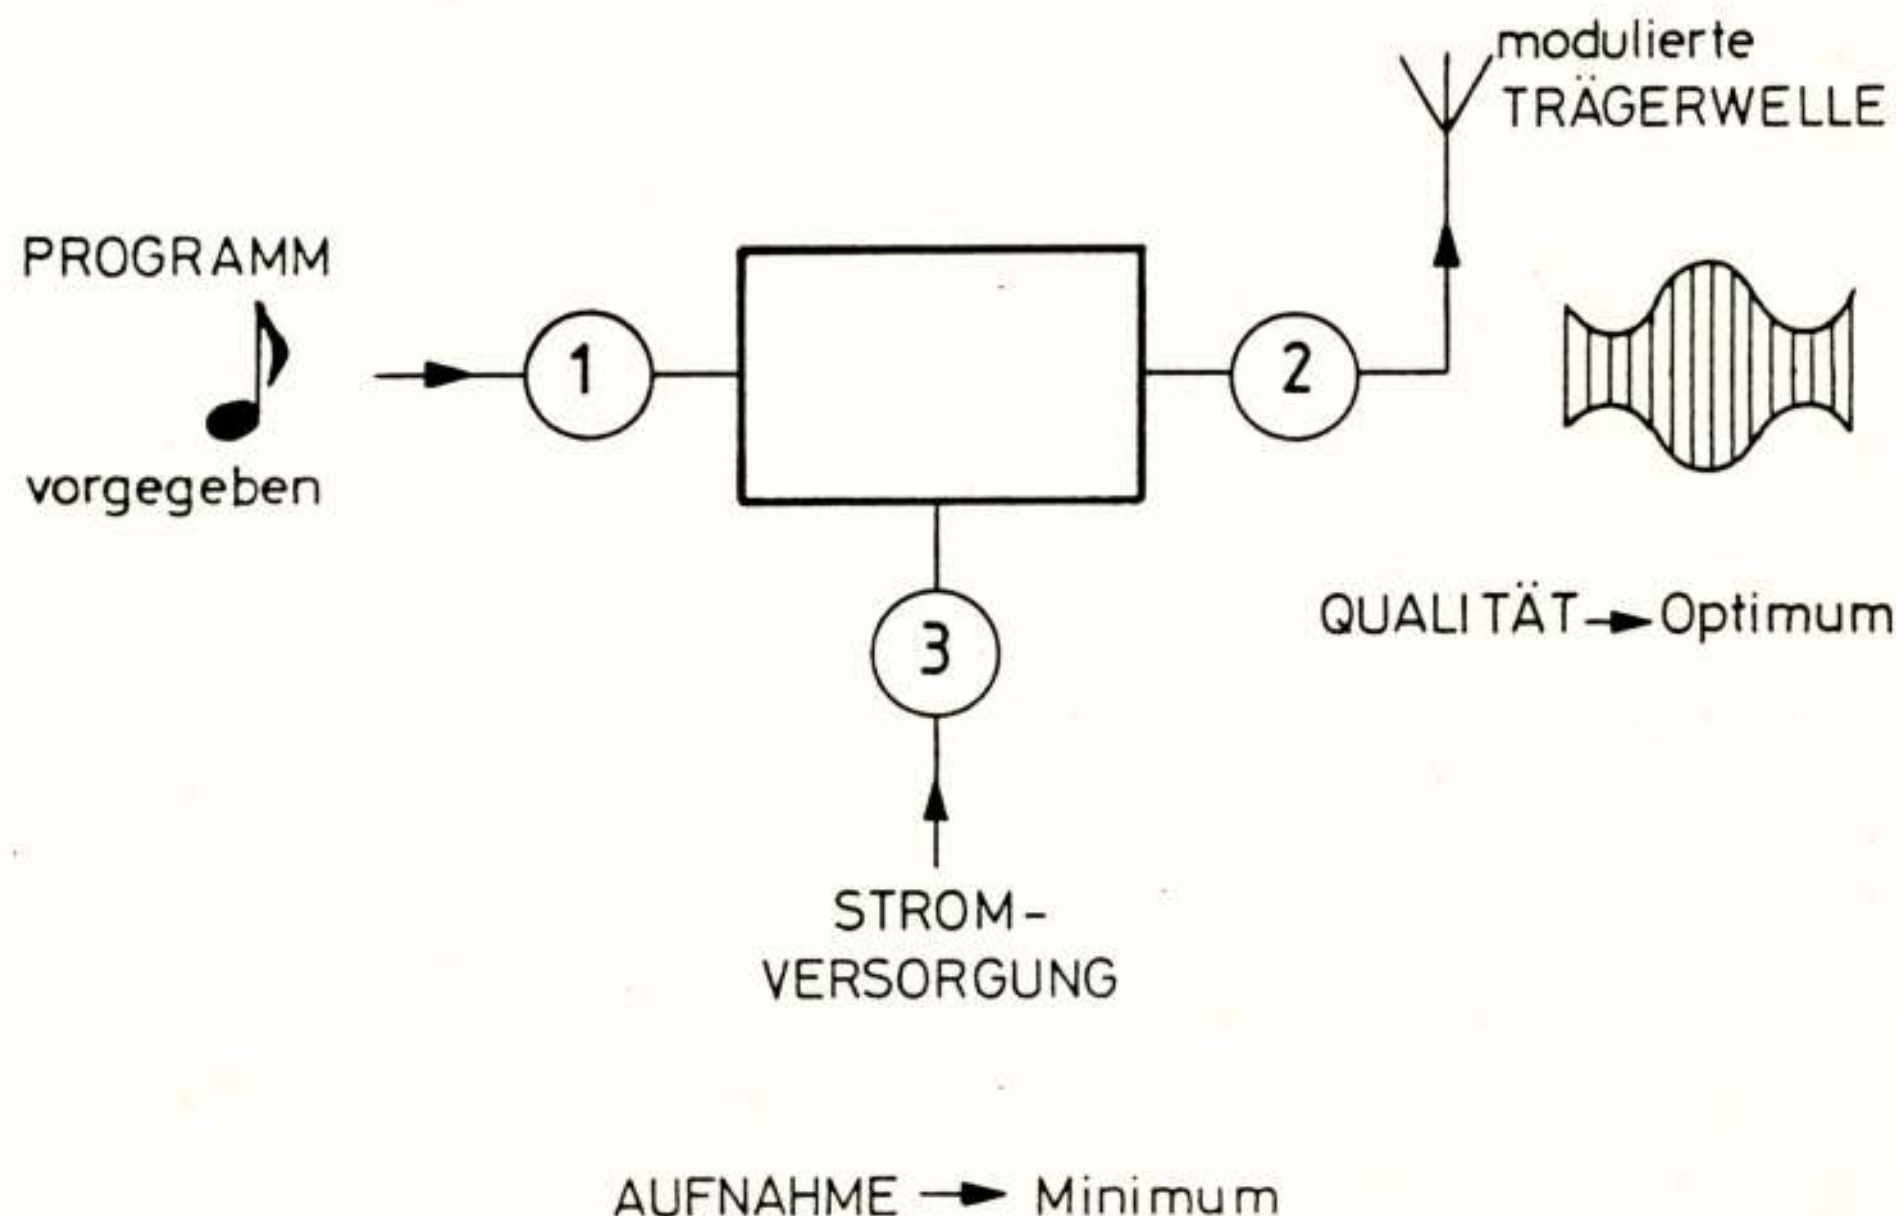 modulierte
TRÄGERWELLE
PROGRAMM
vorgegeben
1
2
3
QUALITÄT → Optimum
STROM-
VERSORGUNG
AUFNAHME → Minimum